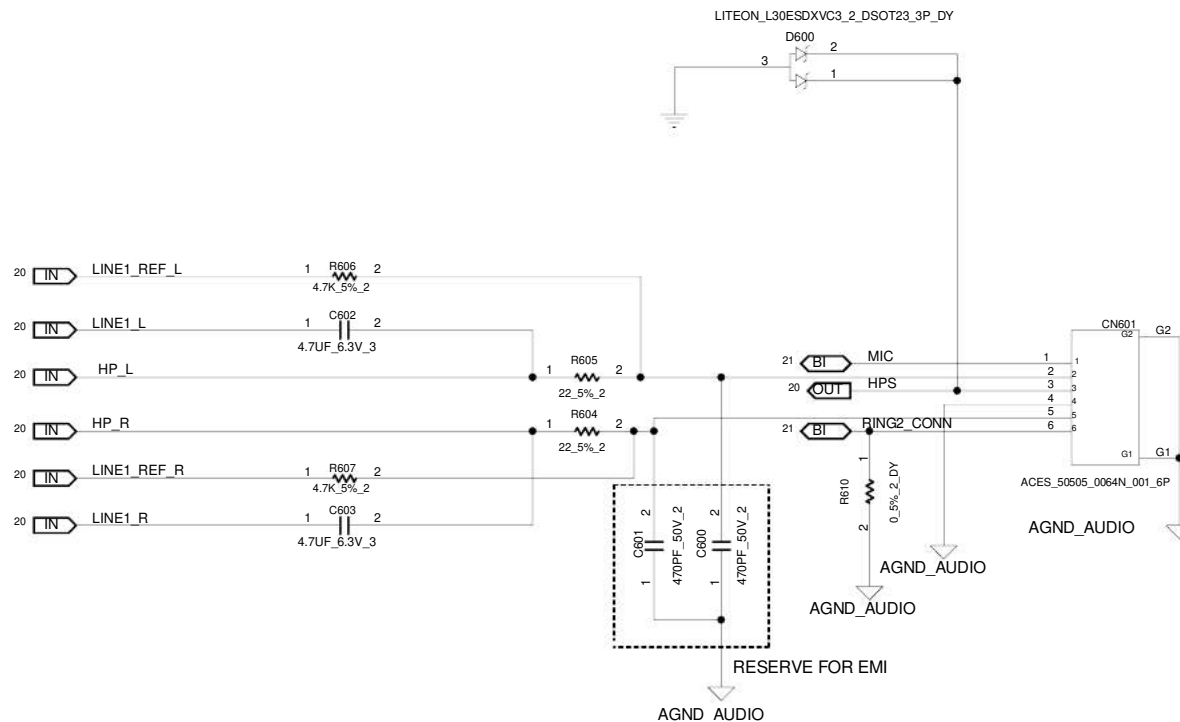 LITEON_L30ESDXVC3_2_DSOT23_3P_DY
D600
3
2
1
20 IN LINE1_REF_L
1 R606 2
4.7K_5%_2
20 IN LINE1_L
1 C602 2
4.7UF_6.3V_3
20 IN HP_L
1 R605 2
22_5%_2
20 IN HP_R
1 R604 2
22_5%_2
20 IN LINE1_REF_R
1 R607 2
4.7K_5%_2
20 IN LINE1_R
1 C603 2
4.7UF_6.3V_3
2 C601 1
470PF_50V_2
2 C600 1
470PF_50V_2
RESERVE FOR EMI
AGND_AUDIO
21 BI MIC
20 OUT HPS
21 BI RING2_CONN
1 R610 2
0_5%_2_DY
AGND_AUDIO
AGND_AUDIO
CN601
1 1
2 2
3 3
4 4
5 5
6 6
G2 G2
G1 G1
ACES_50505_0064N_001_6P
AGND_AUDIO